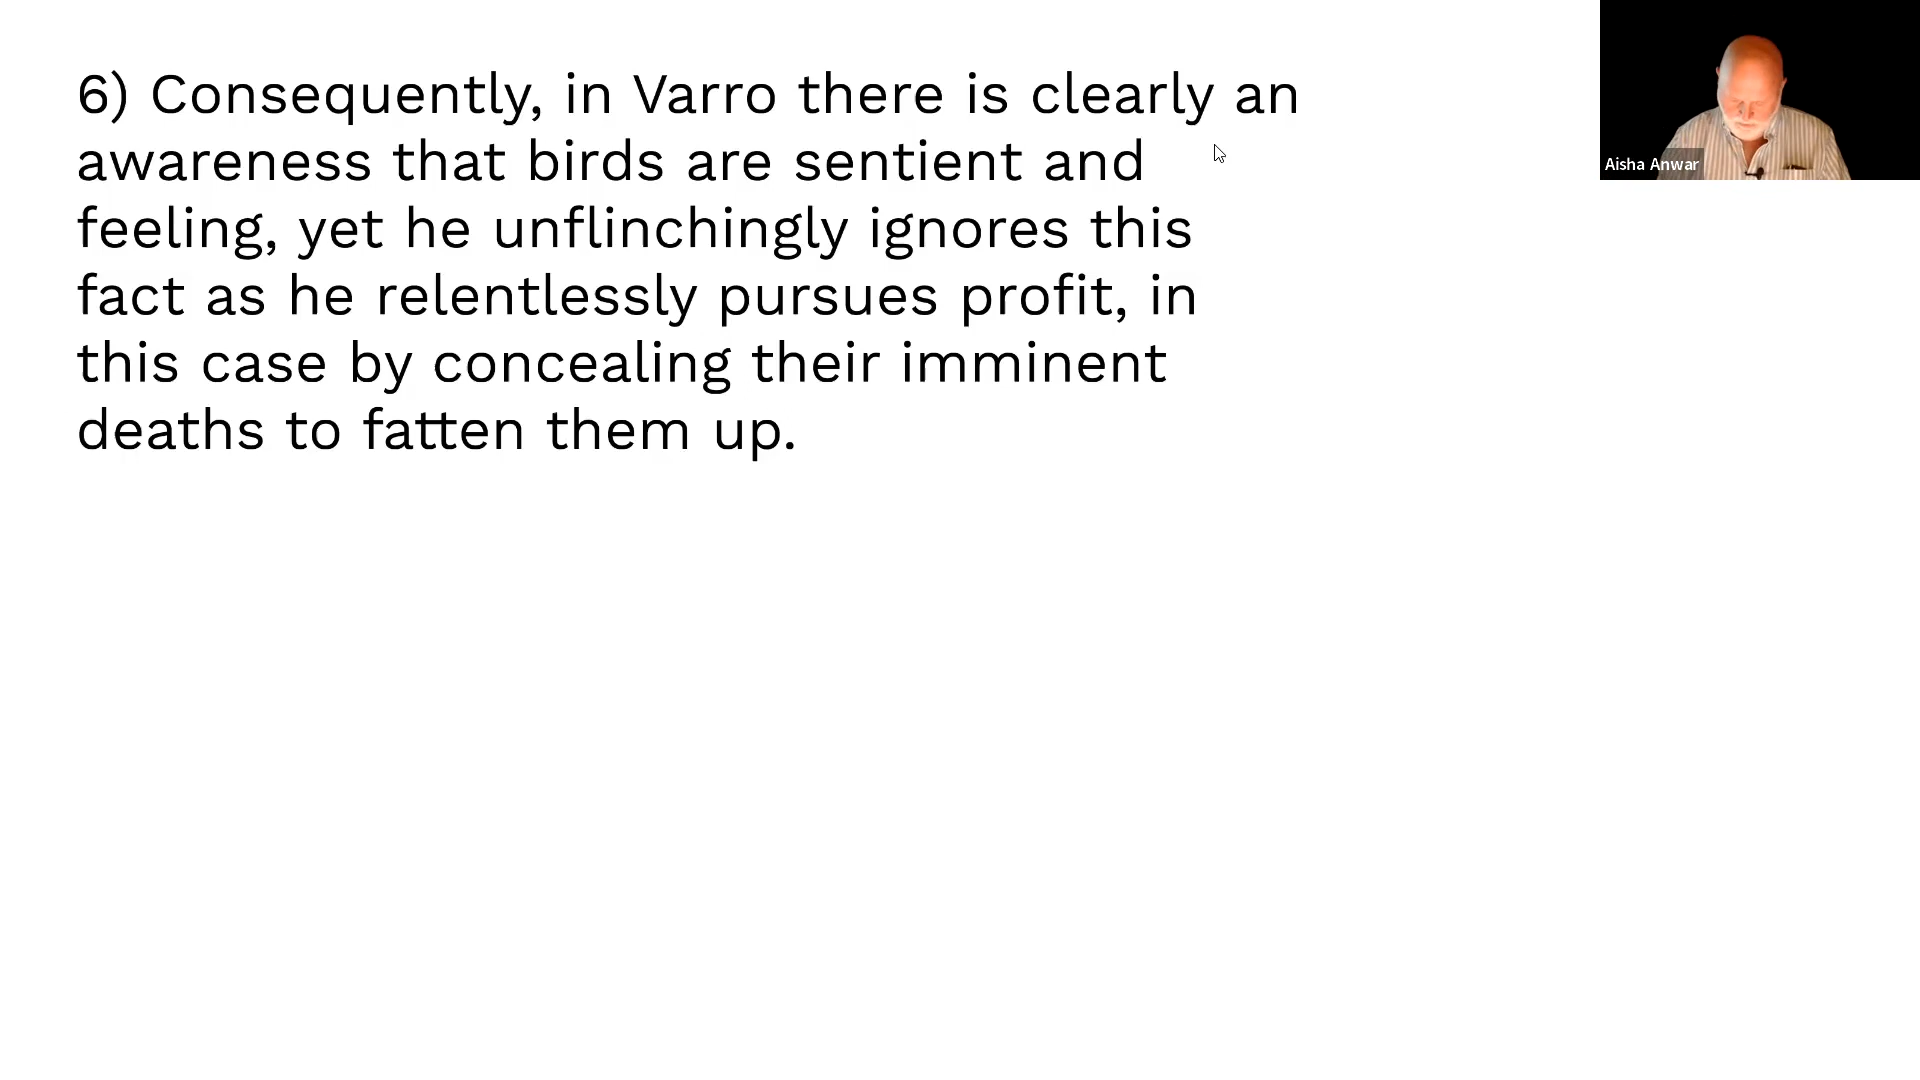 6) Consequently, in Varro there is clearly an
awareness that birds are sentient and
feeling, yet he unflinchingly ignores this
fact as he relentlessly pursues profit, in
this case by concealing their imminent
deaths to fatten them up.
Aisha Anwar